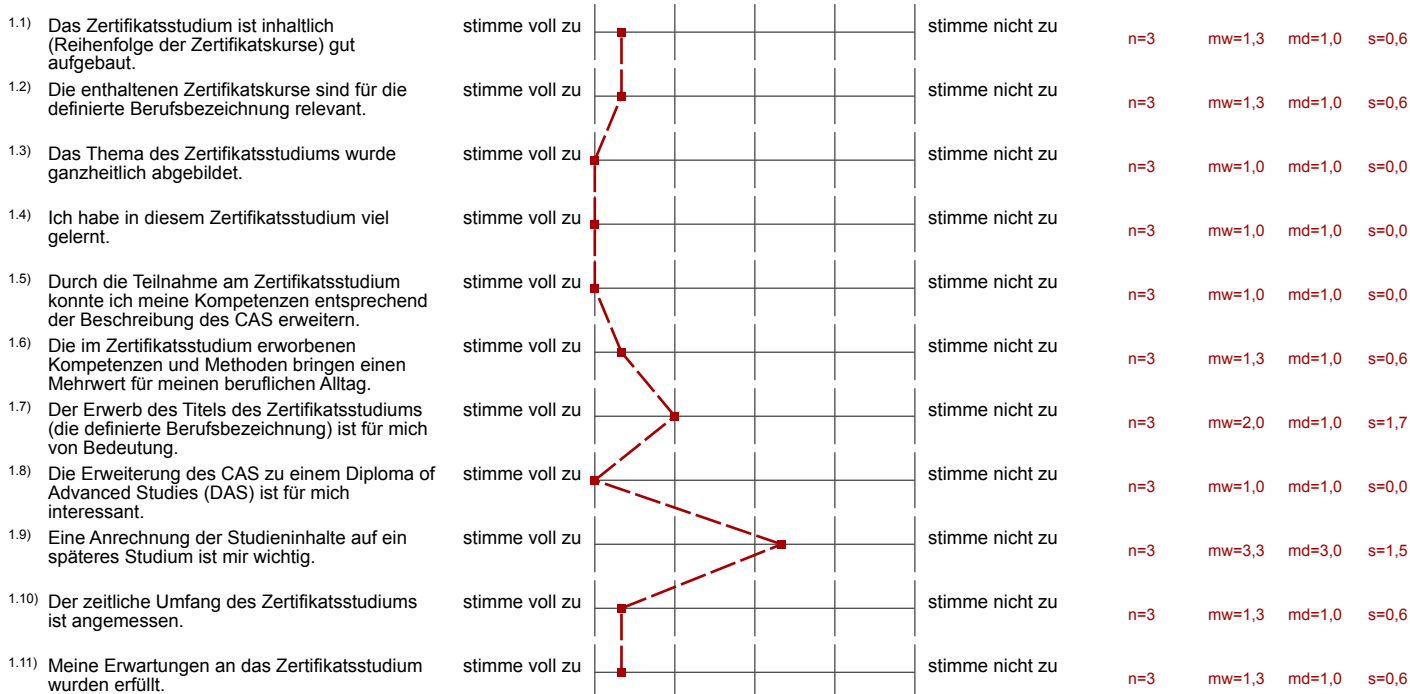 1.1) Das Zertifikatsstudium ist inhaltlich stimme voll zu stimme nicht zu
(Reihenfolge der Zertifikatskurse) gut n=3 mw=1,3 md=1,0 s=0,6
aufgebaut.
1.2) Die enthaltenen Zertifikatskurse sind für die stimme voll zu stimme nicht zu
definierte Berufsbezeichnung relevant. n=3 mw=1,3 md=1,0 s=0,6
1.3) Das Thema des Zertifikatsstudiums wurde stimme voll zu stimme nicht zu
ganzheitlich abgebildet. n=3 mw=1,0 md=1,0 s=0,0
1.4) Ich habe in diesem Zertifikatsstudium viel stimme voll zu stimme nicht zu
gelernt. n=3 mw=1,0 md=1,0 s=0,0
1.5) Durch die Teilnahme am Zertifikatsstudium stimme voll zu stimme nicht zu
konnte ich meine Kompetenzen entsprechend n=3 mw=1,0 md=1,0 s=0,0
der Beschreibung des CAS erweitern.
1.6) Die im Zertifikatsstudium erworbenen stimme voll zu stimme nicht zu
Kompetenzen und Methoden bringen einen n=3 mw=1,3 md=1,0 s=0,6
Mehrwert für meinen beruflichen Alltag.
1.7) Der Erwerb des Titels des Zertifikatsstudiums stimme voll zu stimme nicht zu
(die definierte Berufsbezeichnung) ist für mich n=3 mw=2,0 md=1,0 s=1,7
von Bedeutung.
1.8) Die Erweiterung des CAS zu einem Diploma of stimme voll zu stimme nicht zu
Advanced Studies (DAS) ist für mich n=3 mw=1,0 md=1,0 s=0,0
interessant.
1.9) Eine Anrechnung der Studieninhalte auf ein stimme voll zu stimme nicht zu
späteres Studium ist mir wichtig. n=3 mw=3,3 md=3,0 s=1,5
1.10) Der zeitliche Umfang des Zertifikatsstudiums stimme voll zu stimme nicht zu
ist angemessen. n=3 mw=1,3 md=1,0 s=0,6
1.11) Meine Erwartungen an das Zertifikatsstudium stimme voll zu stimme nicht zu
wurden erfüllt. n=3 mw=1,3 md=1,0 s=0,6